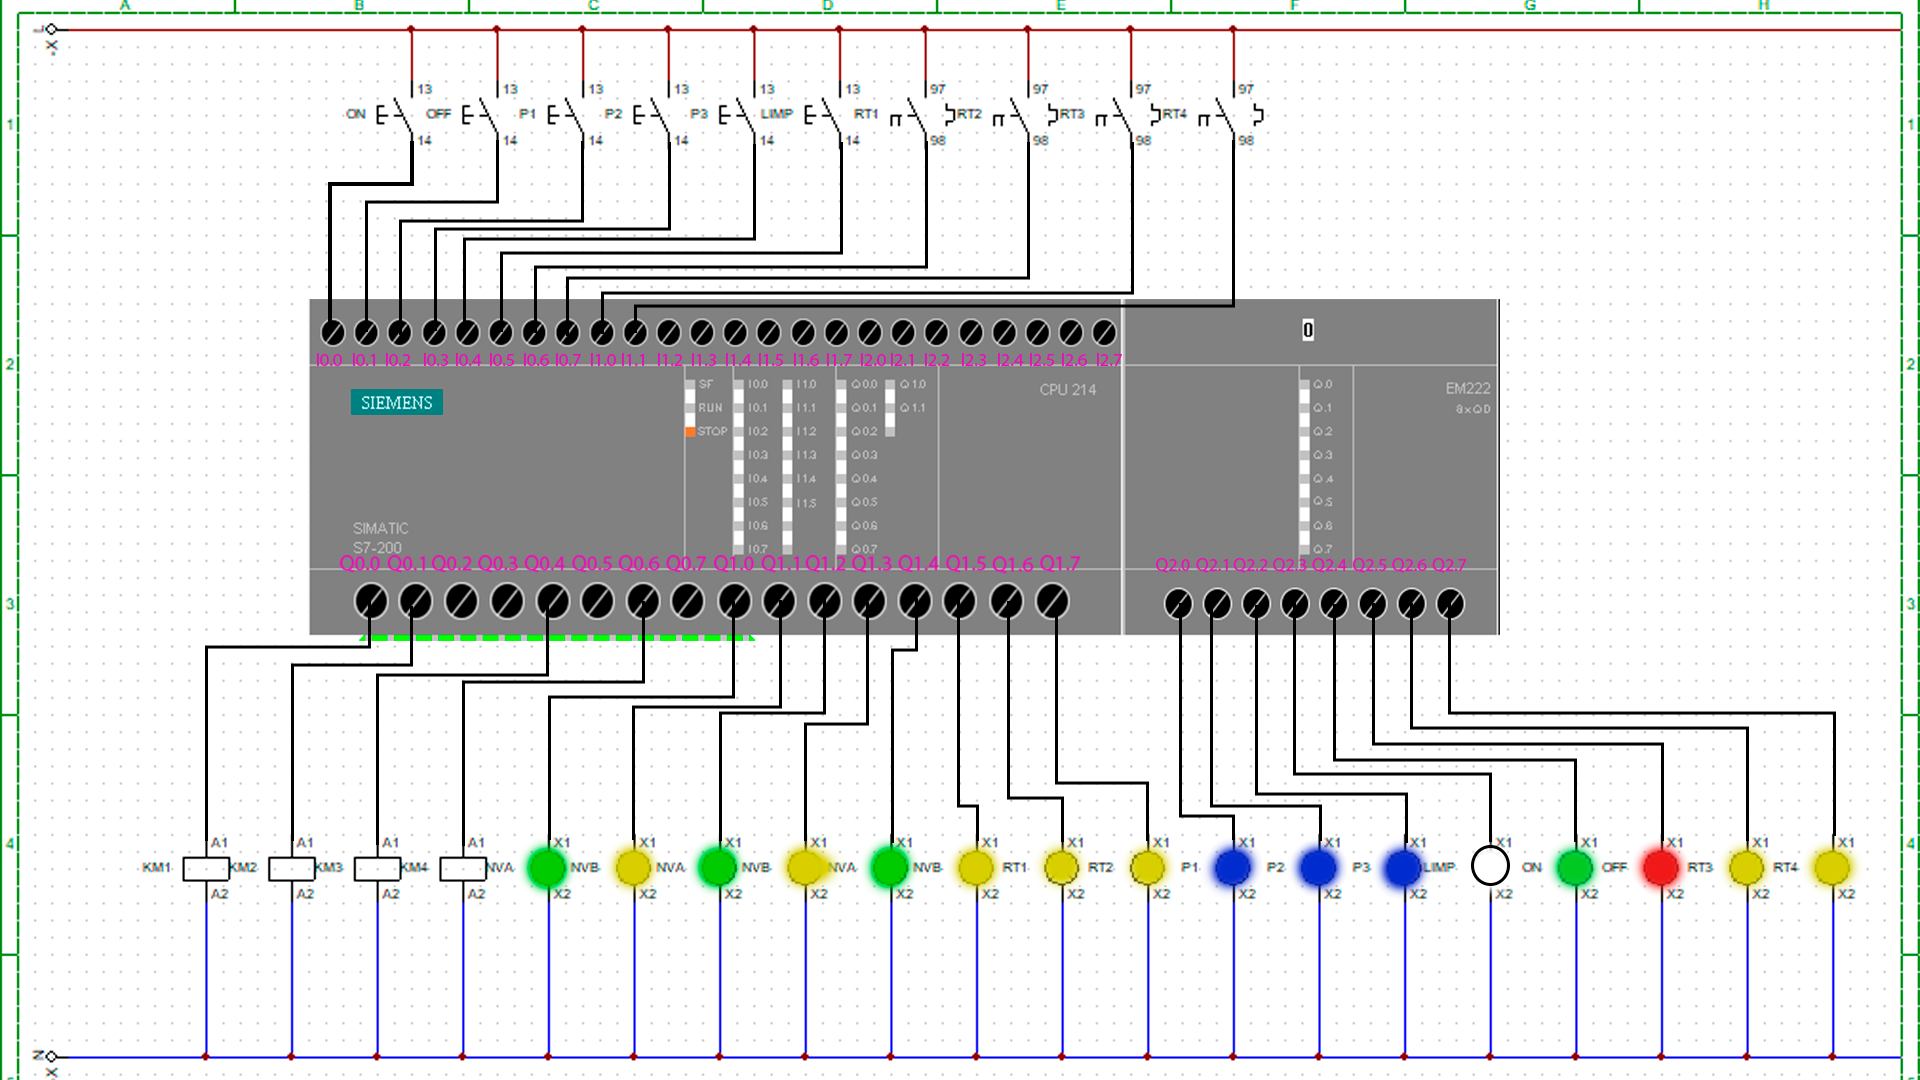 A B C D E F G H
L
X
13 13 13 13 13 13 97 97 97 97
ON OFF P1 P2 P3 LIMP RT1 RT2 RT3 RT4
1 1
14 14 14 14 14 14 98 98 98 98
0
I0.0 I0.1 I0.2 I0.3 I0.4 I0.5 I0.6 I0.7 I1.0 I1.1 I1.2 I1.3 I1.4 I1.5 I1.6 I1.7 I2.0 I2.1 I2.2 I2.3 I2.4 I2.5 I2.6 I2.7
2 2
SF I0.0 I1.0 Q0.0 Q1.0 CPU 214 Q.0 EM222
SIEMENS RUN I0.1 I1.1 Q0.1 Q1.1 Q.1 8xQD
STOP I0.2 I1.2 Q0.2 Q.2
I0.3 I1.3 Q0.3 Q.3
I0.4 I1.4 Q0.4 Q.4
I0.5 I1.5 Q0.5 Q.5
SIMATIC I0.6 Q0.6 Q.6
S7-200 I0.7 Q0.7 Q.7
Q0.0 Q0.1 Q0.2 Q0.3 Q0.4 Q0.5 Q0.6 Q0.7 Q1.0 Q1.1 Q1.2 Q1.3 Q1.4 Q1.5 Q1.6 Q1.7 Q2.0 Q2.1 Q2.2 Q2.3 Q2.4 Q2.5 Q2.6 Q2.7
3 3
4 4
A1 A1 A1 A1 X1 X1 X1 X1 X1 X1 X1 X1 X1 X1 X1 X1 X1 X1 X1 X1
KM1 KM2 KM3 KM4 NVA NVB NVA NVB NVA NVB RT1 RT2 P1 P2 P3 LIMP ON OFF RT3 RT4
A2 A2 A2 A2 X2 X2 X2 X2 X2 X2 X2 X2 X2 X2 X2 X2 X2 X2 X2 X2
N
X